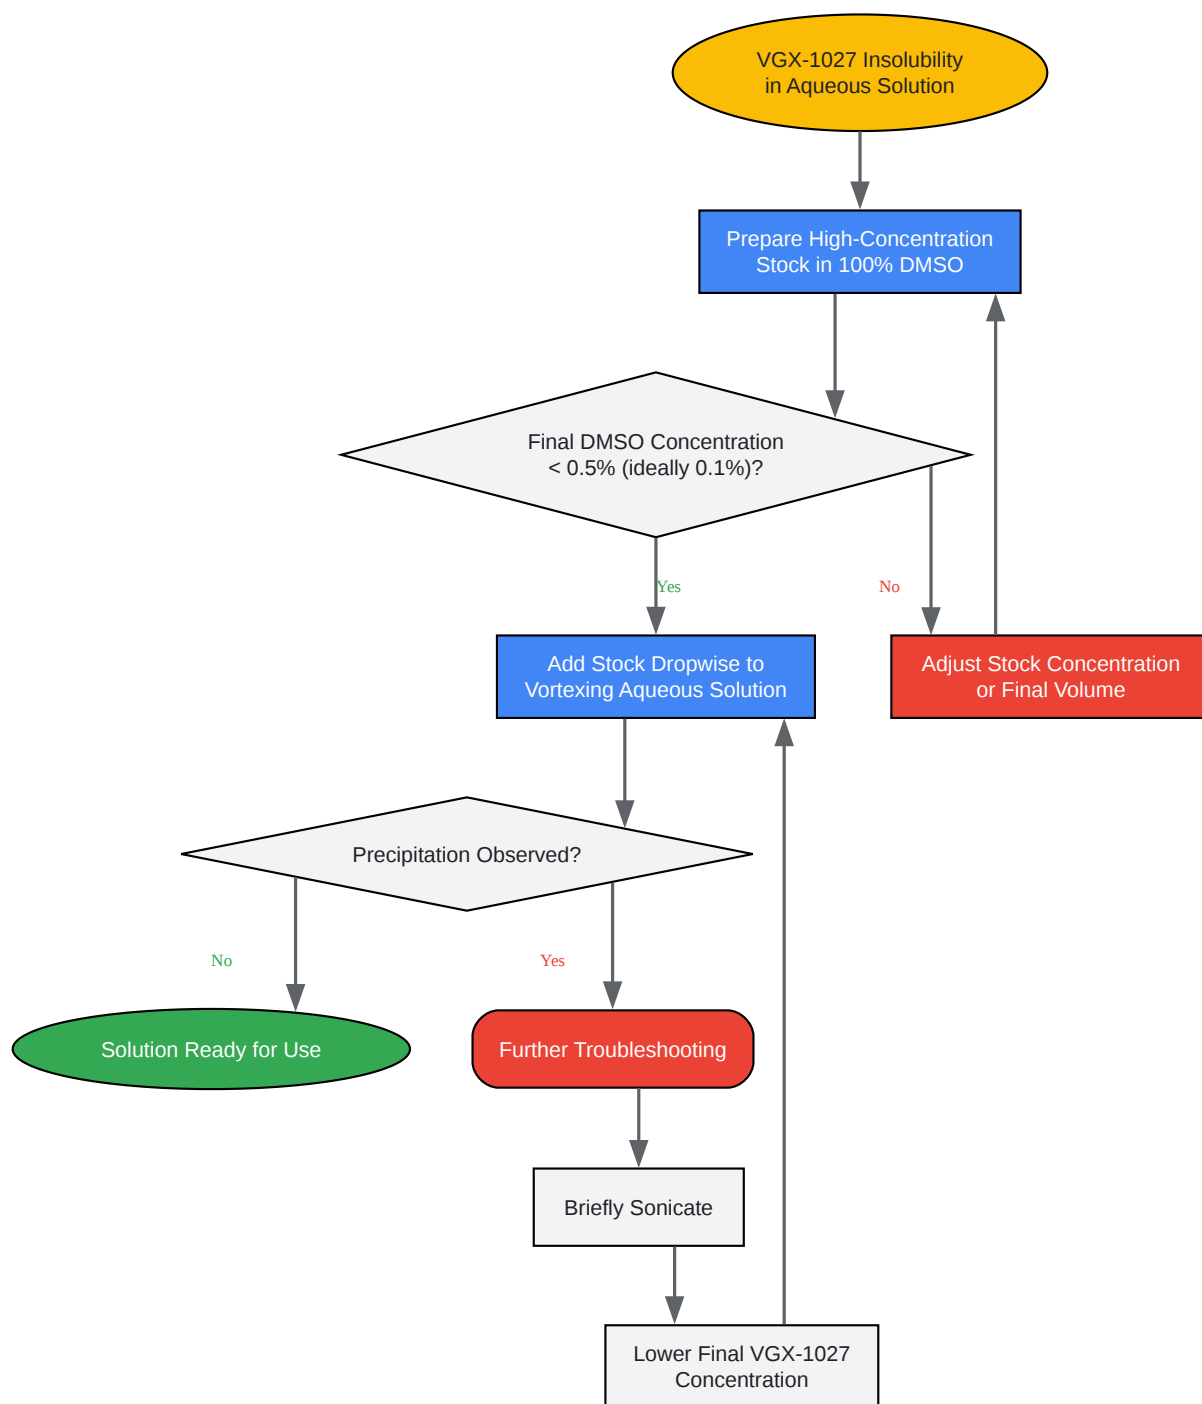 VGX-1027 Insolubility
in Aqueous Solution
Prepare High-Concentration
Stock in 100% DMSO
Final DMSO Concentration
< 0.5% (ideally 0.1%)?
Yes
No
Add Stock Dropwise to
Vortexing Aqueous Solution
Adjust Stock Concentration
or Final Volume
Precipitation Observed?
No
Yes
Solution Ready for Use
Further Troubleshooting
Briefly Sonicate
Lower Final VGX-1027
Concentration